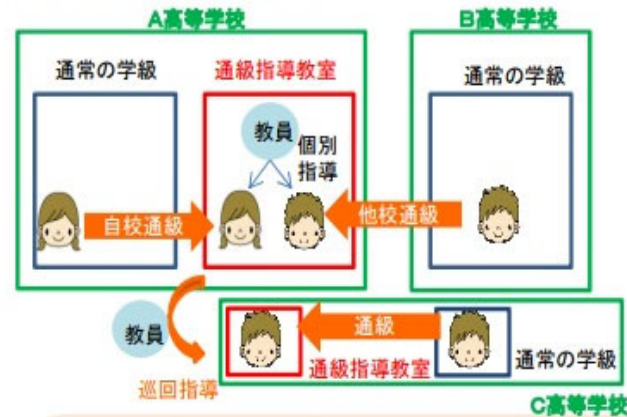 A高等学校
B高等学校
通常の学級
通級指導教室
通常の学級
教員
個別
指導
自校通級
他校通級
教員
巡回指導
通級
通級指導教室
通常の学級
C高等学校